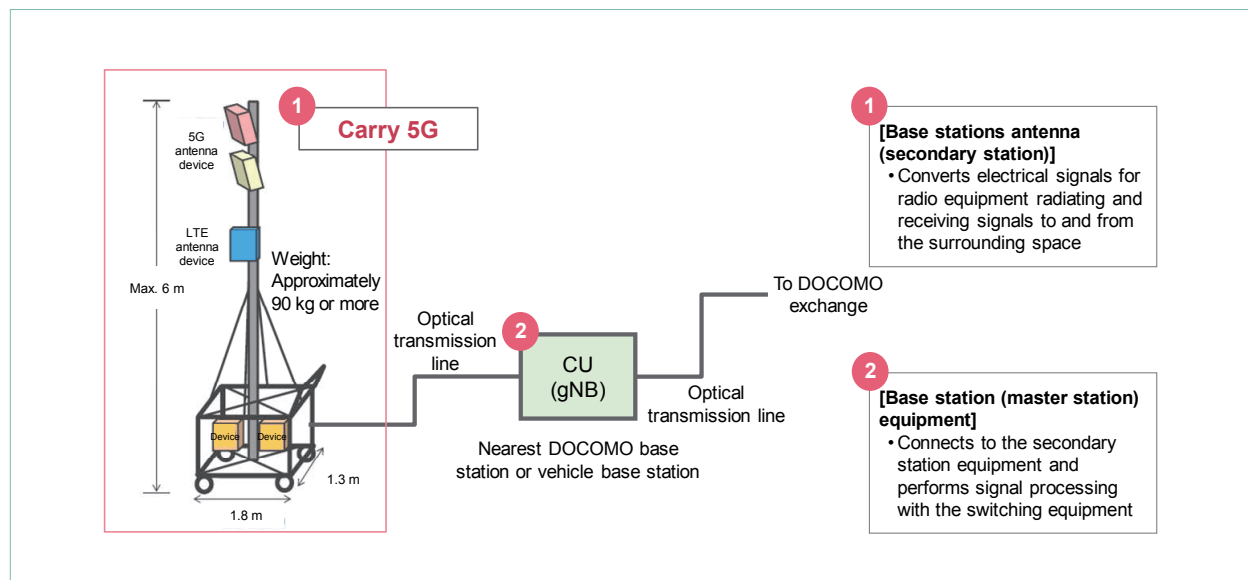 1
Carry 5G
5G
antenna
device
LTE
antenna
device
Max. 6 m
Weight:
Approximately
90 kg or more
Device
Device
1.3 m
1.8 m
Optical
transmission
line
2
CU
(gNB)
Nearest DOCOMO base
station or vehicle base station
Optical
transmission line
To DOCOMO
exchange
1
[Base stations antenna
(secondary station)]
• Converts electrical signals for
radio equipment radiating and
receiving signals to and from
the surrounding space
2
[Base station (master station)
equipment]
• Connects to the secondary
station equipment and
performs signal processing
with the switching equipment